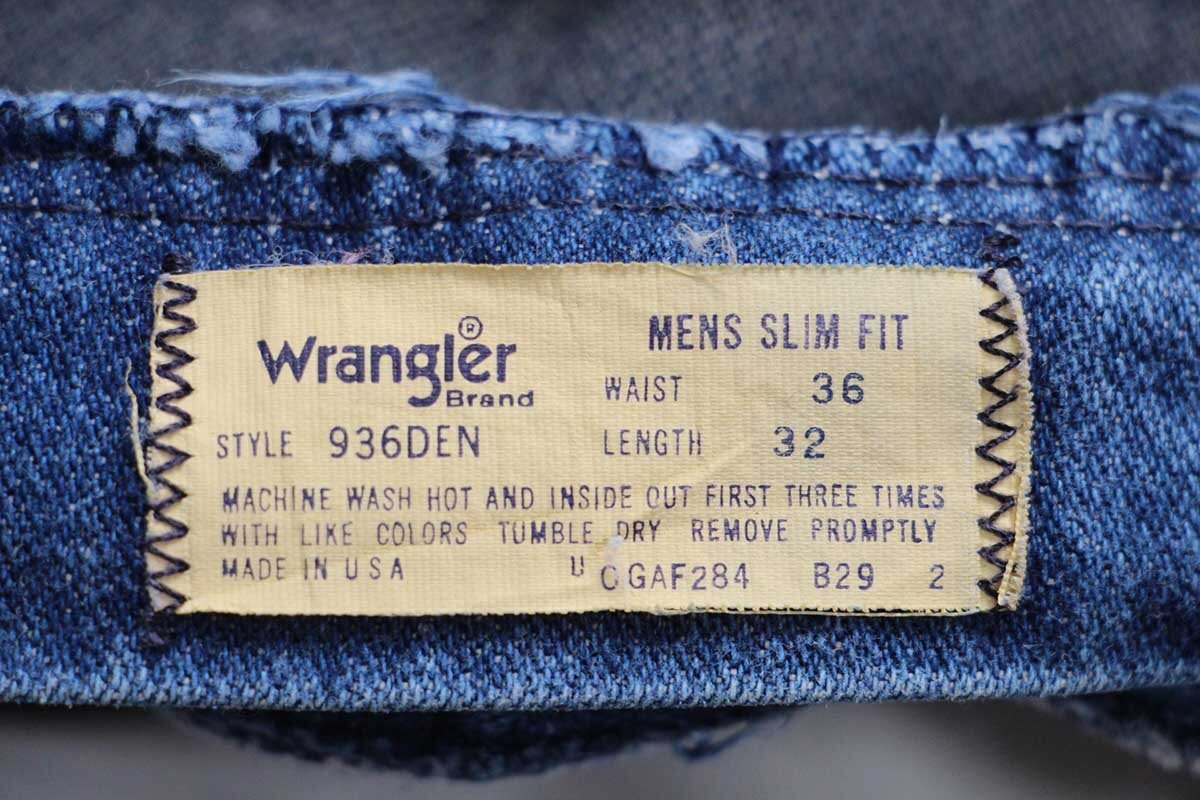 Wrangler®
Brand
MENS SLIM FIT
WAIST 36
STYLE 936DEN
LENGTH 32
MACHINE WASH HOT AND INSIDE OUT FIRST THREE TIMES
WITH LIKE COLORS TUMBLE DRY REMOVE PROMPTLY
MADE IN USA U CGAF284 B29 2